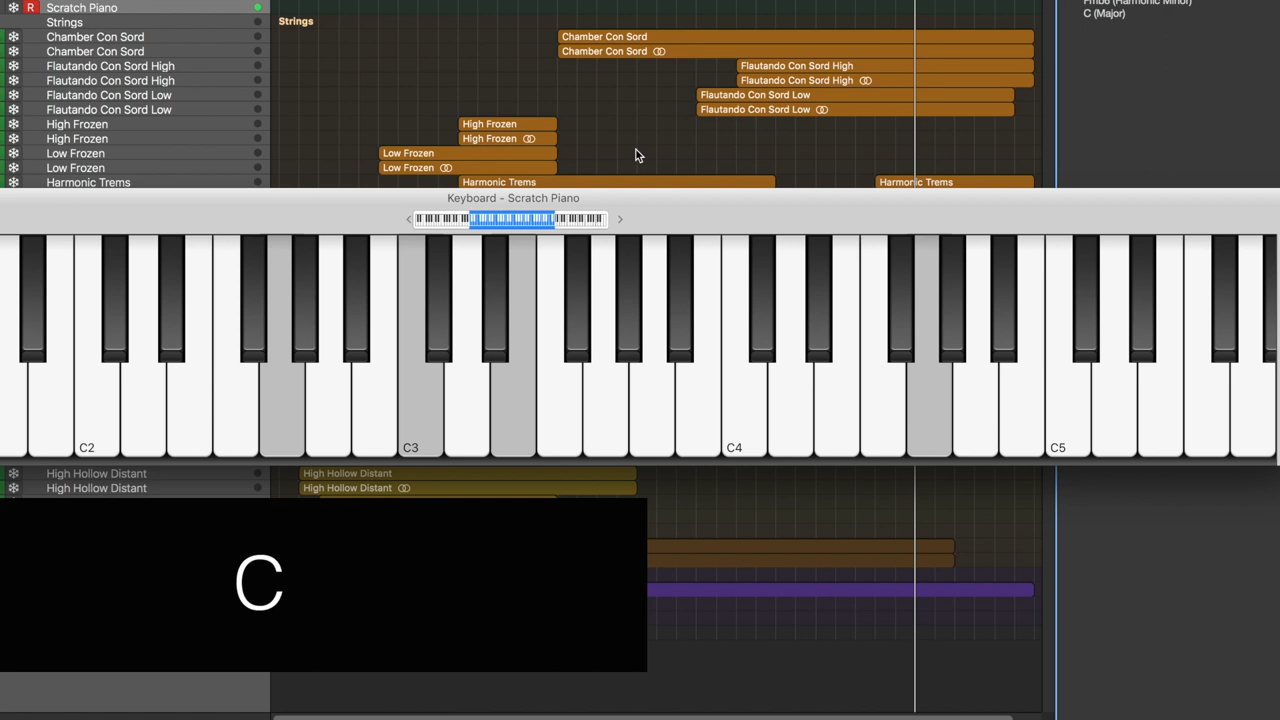 R Scratch Piano
Fmb6 (Harmonic Minor)
C (Major)
Strings
Strings
Chamber Con Sord
Chamber Con Sord
Chamber Con Sord
Chamber Con Sord
Flautando Con Sord High
Flautando Con Sord High
Flautando Con Sord High
Flautando Con Sord High
Flautando Con Sord Low
Flautando Con Sord Low
Flautando Con Sord Low
Flautando Con Sord Low
High Frozen
High Frozen
High Frozen
High Frozen
Low Frozen
Low Frozen
Low Frozen
Low Frozen
Harmonic Trems
Harmonic Trems
Harmonic Trems
Keyboard - Scratch Piano
C2
C3
C4
C5
High Hollow Distant
High Hollow Distant
High Hollow Distant
High Hollow Distant
C